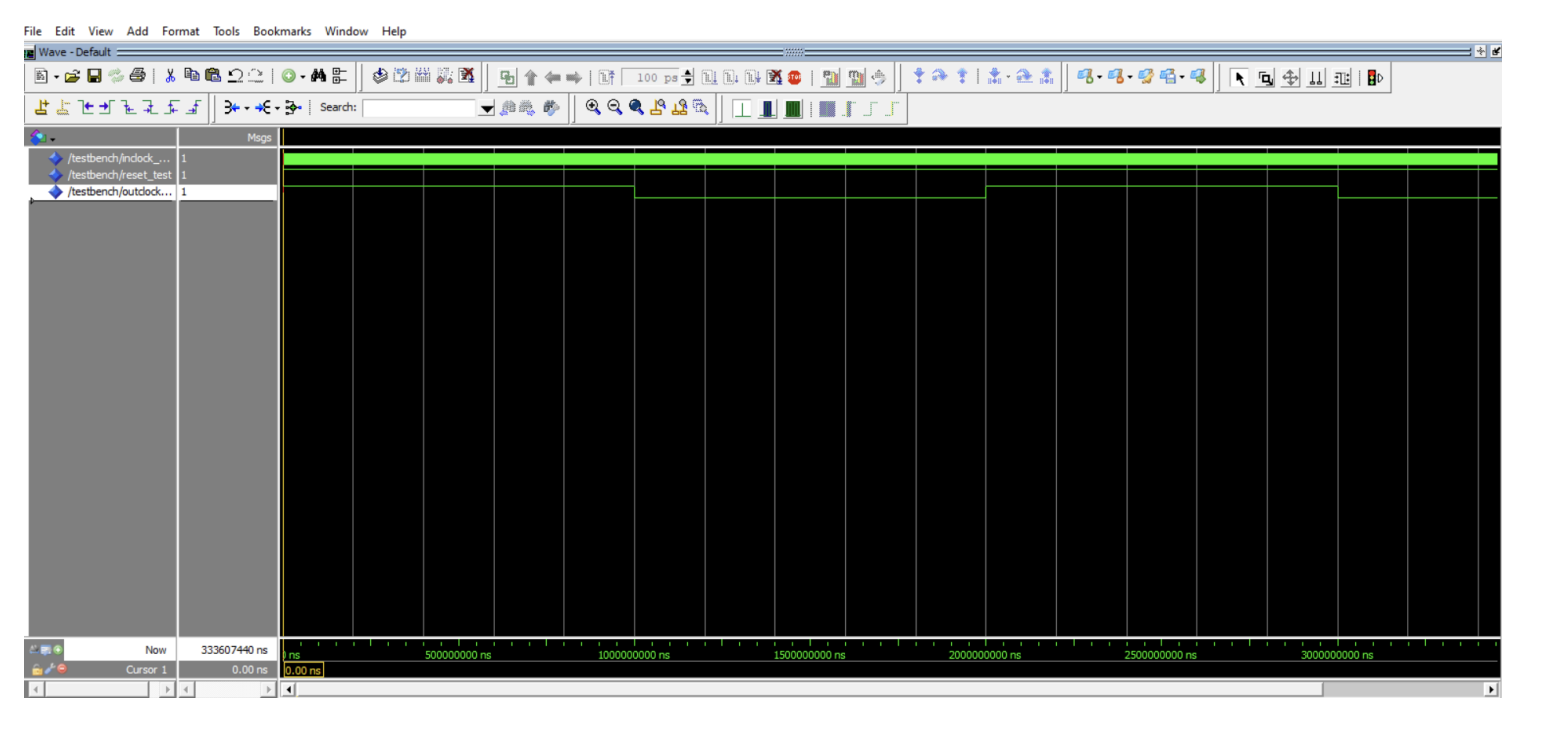 File Edit View Add Format Tools Bookmarks Window Help
Wave - Default
100 ps
Search:
Msgs
/testbench/inclock_... 1
/testbench/reset_test 1
/testbench/outclock... 1
Now 333607440 ns
ns 500000000 ns 1000000000 ns 1500000000 ns 2000000000 ns 2500000000 ns 3000000000 ns
Cursor 1 0.00 ns 0.00 ns